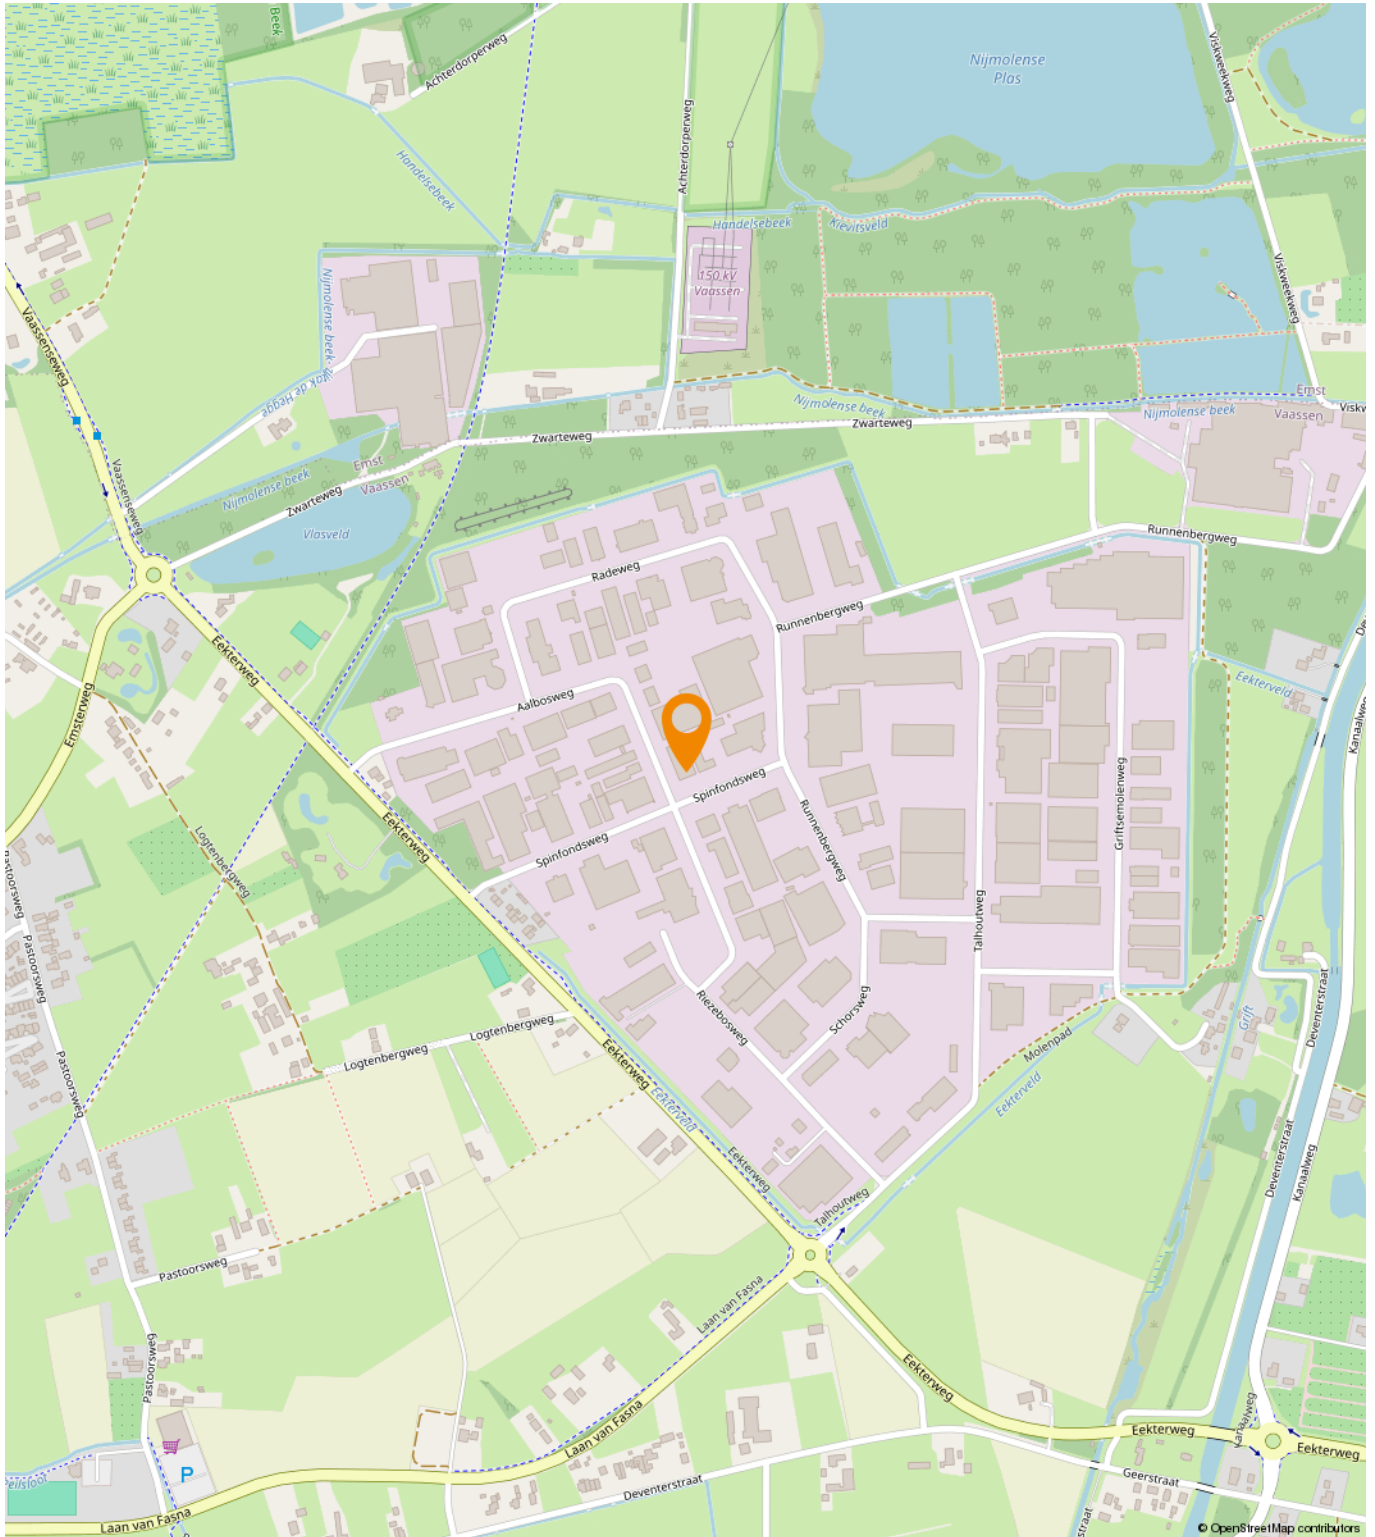 Beek
Achterdorperweg
Nijmolense
Plas
Viskweekweg
Achterdorperweg
Handelsebeek
Handelsebeek
Kievitsveld
150 kV
Vaassen
Viskweekweg
Vaassenseweg
Nijmolense beek
- Zijtak de Hegge
Nijmolense beek
Emst
Vaassen
Nijmolense beek
Zwarteweg
Zwarteweg
Emst
Vaassen
Vaassenseweg
Nijmolense beek
Zwarteweg
Vlasveld
Runnenbergweg
Radeweg
Runnenbergweg
Eekterweg
Emsterweg
Aalbosweg
Eekterveld
Kanaalweg
Spinfondsweg
Runnenbergweg
Griftsemolenweg
Eekterweg
Spinfondsweg
Logtenbergweg
Pastoorsweg
Talhoutweg
Pastoorsweg
Riezebosweg
Schorsweg
Grift
Deventerstraat
Logtenbergweg
Logtenbergweg
Molenpad
Eekterweg
Pastoorsweg
Eekterveld
Eekterveld
Eekterweg
Deventerstraat
Kanaalweg
Talhoutweg
Pastoorsweg
Laan van Fasna
Pastoorsweg
Eekterweg
Laan van Fasna
Kanaalweg
Eekterweg
Eekterweg
P
Geerstraat
Deventerstraat
Laan van Fasna
© OpenStreetMap contributors